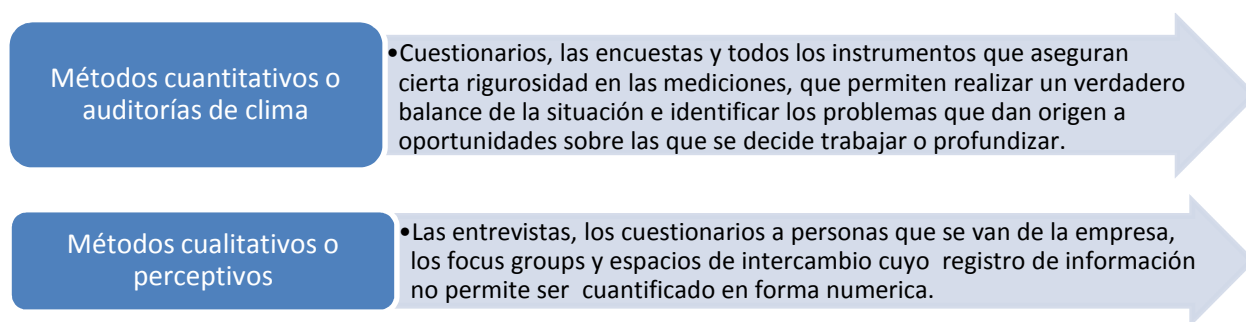 Métodos cuantitativos o
auditorías de clima
•Cuestionarios, las encuestas y todos los instrumentos que aseguran
cierta rigurosidad en las mediciones, que permiten realizar un verdadero
balance de la situación e identificar los problemas que dan origen a
oportunidades sobre las que se decide trabajar o profundizar.
Métodos cualitativos o
perceptivos
•Las entrevistas, los cuestionarios a personas que se van de la empresa,
los focus groups y espacios de intercambio cuyo registro de información
no permite ser cuantificado en forma numerica.